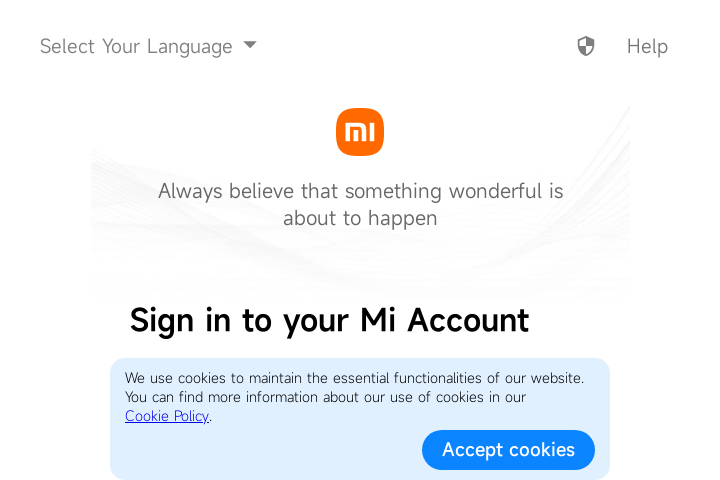 Select Your Language
Help
mi
Always believe that something wonderful is
about to happen
Sign in to your Mi Account
We use cookies to maintain the essential functionalities of our website.
You can find more information about our use of cookies in our
Cookie Policy.
Accept cookies